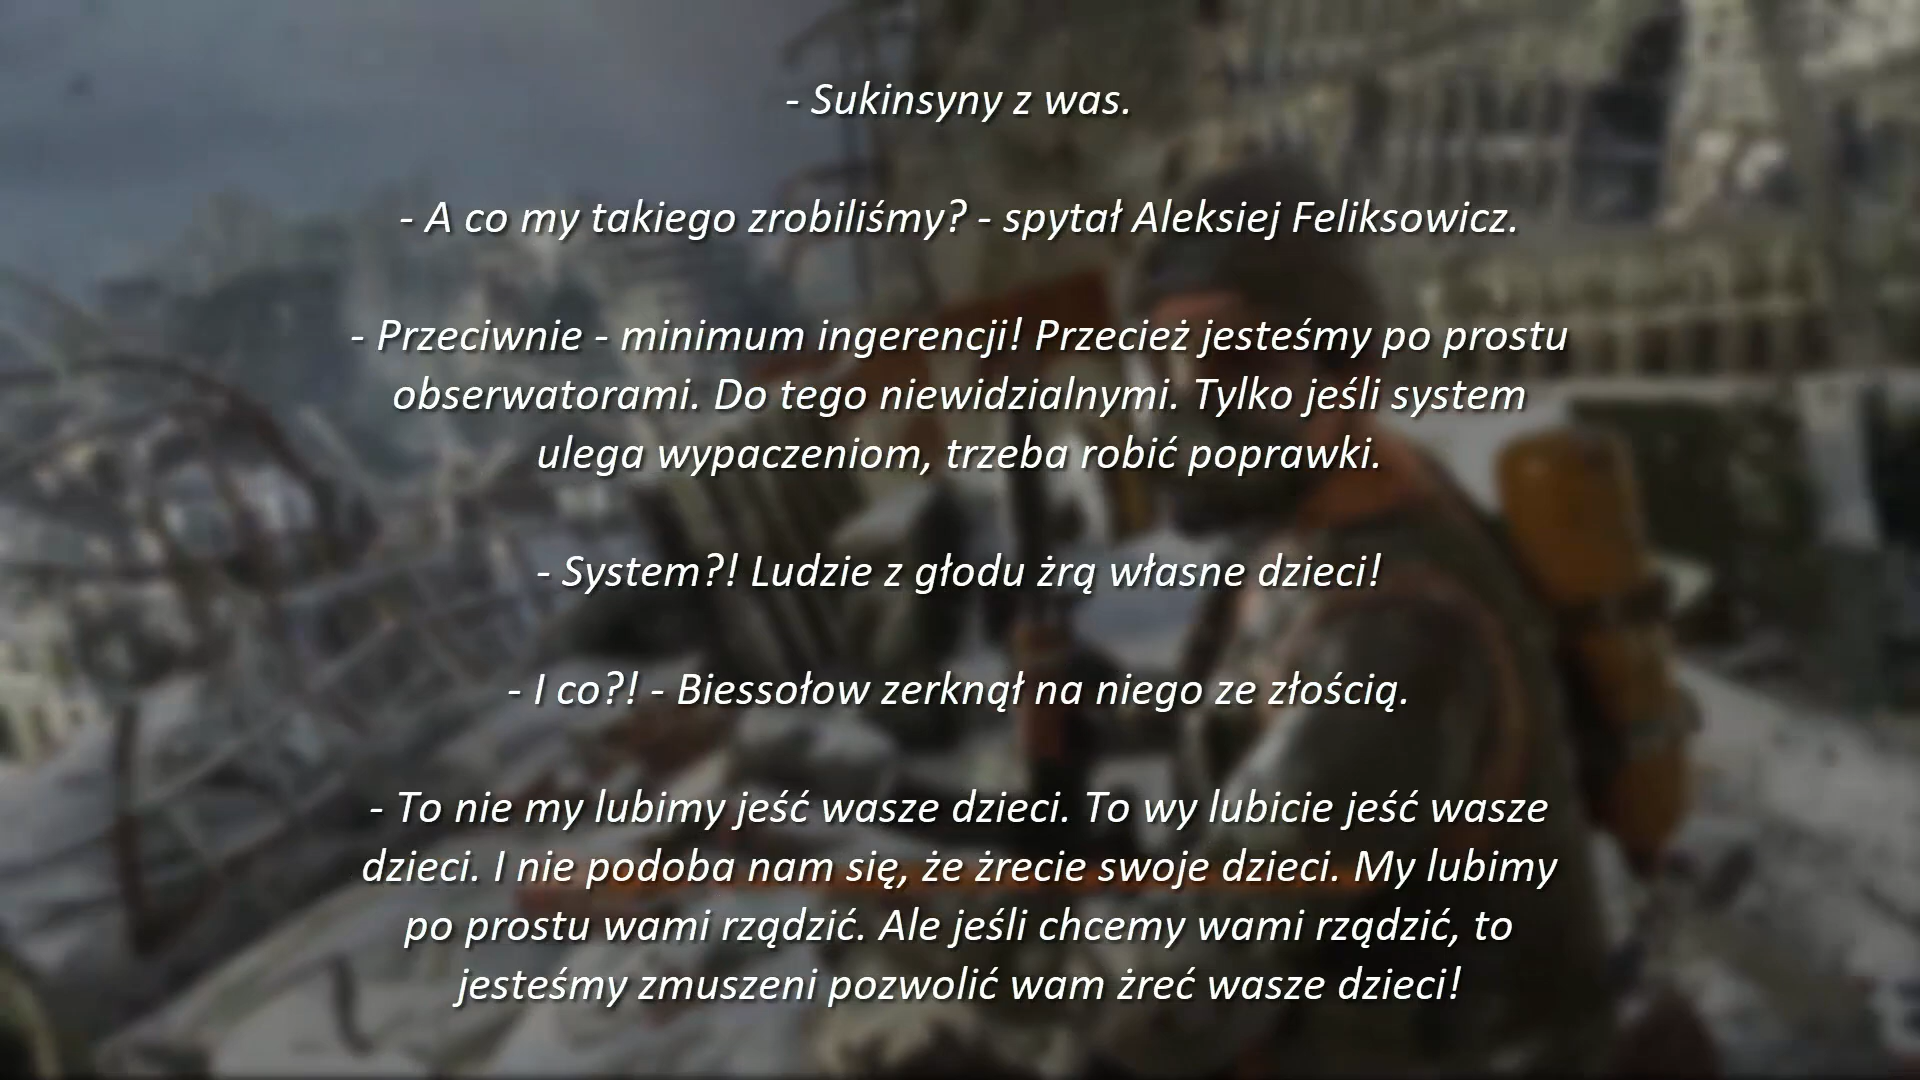 - Sukinsyny z was.
- A co my takiego zrobiliśmy? - spytał Aleksiej Feliksowicz.
- Przeciwnie - minimum ingerencji! Przecież jesteśmy po prostu
obserwatorami. Do tego niewidzialnymi. Tylko jeśli system
ulega wypaczeniom, trzeba robić poprawki.
- System?! Ludzie z głodu żrą własne dzieci!
- I co?! - Biessołow zerknął na niego ze złością.
- To nie my lubimy jeść wasze dzieci. To wy lubicie jeść wasze
dzieci. I nie podoba nam się, że żrecie swoje dzieci. My lubimy
po prostu wami rządzić. Ale jeśli chcemy wami rządzić, to
jesteśmy zmuszeni pozwolić wam żreć wasze dzieci!